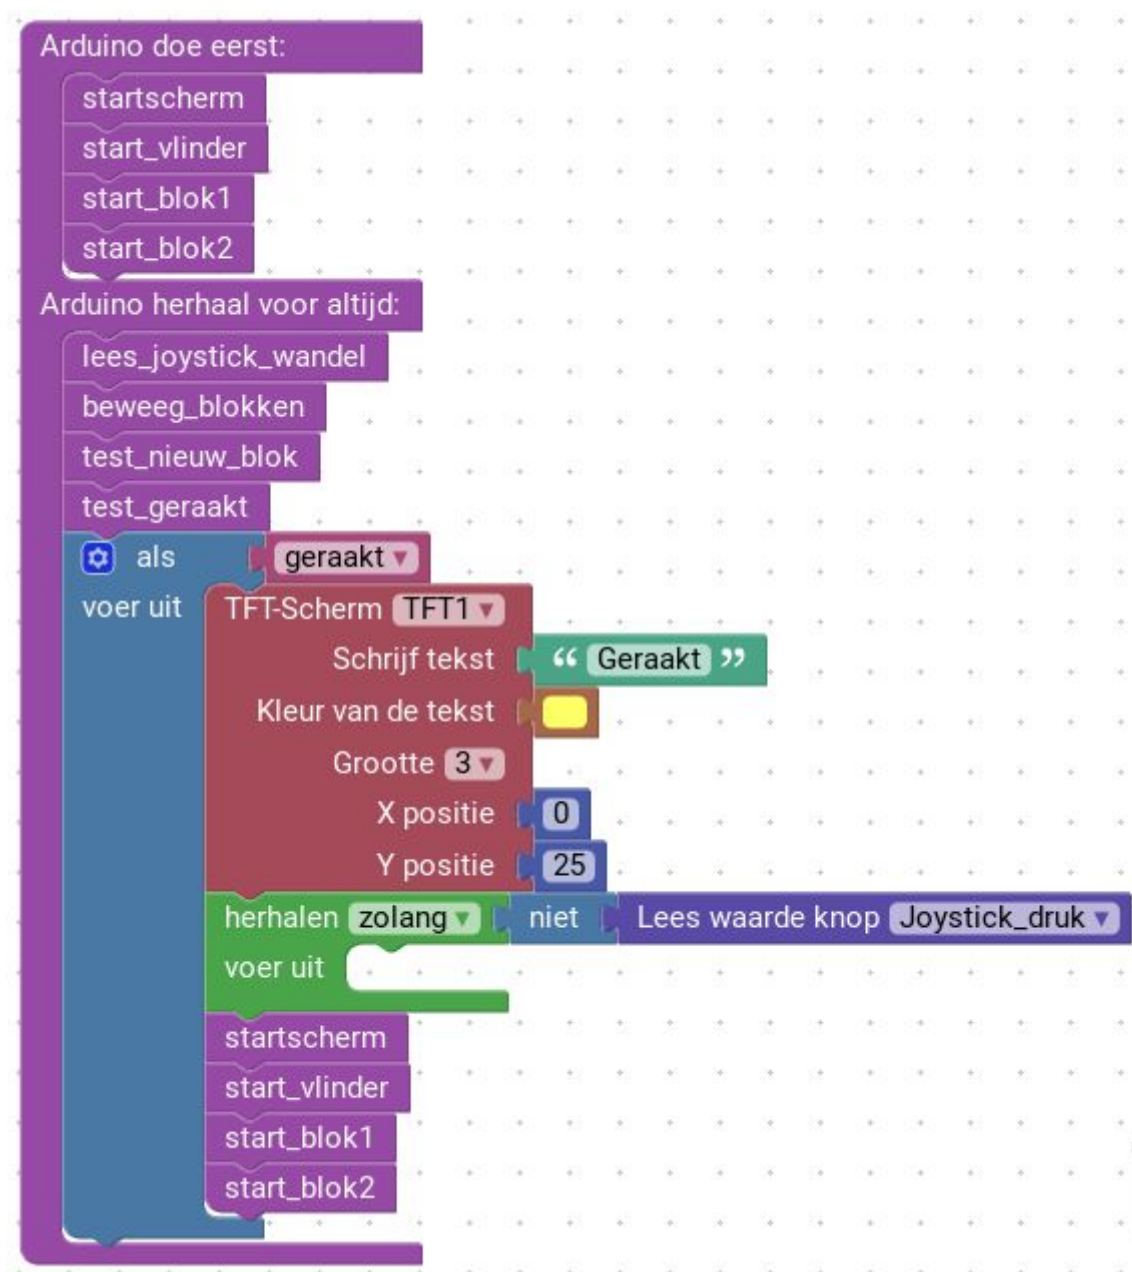 Arduino doe eerst:
startscherm
start_vlinder
start_blok1
start_blok2
Arduino herhaal voor altijd:
lees_joystick_wandel
beweeg_blokken
test_nieuw_blok
test_geraakt
als geraakt
voer uit TFT-Scherm TFT1
Schrijf tekst “ Geraakt ”
Kleur van de tekst
Grootte 3
X positie 0
Y positie 25
herhalen zolang niet Lees waarde knop Joystick_druk
voer uit
startscherm
start_vlinder
start_blok1
start_blok2